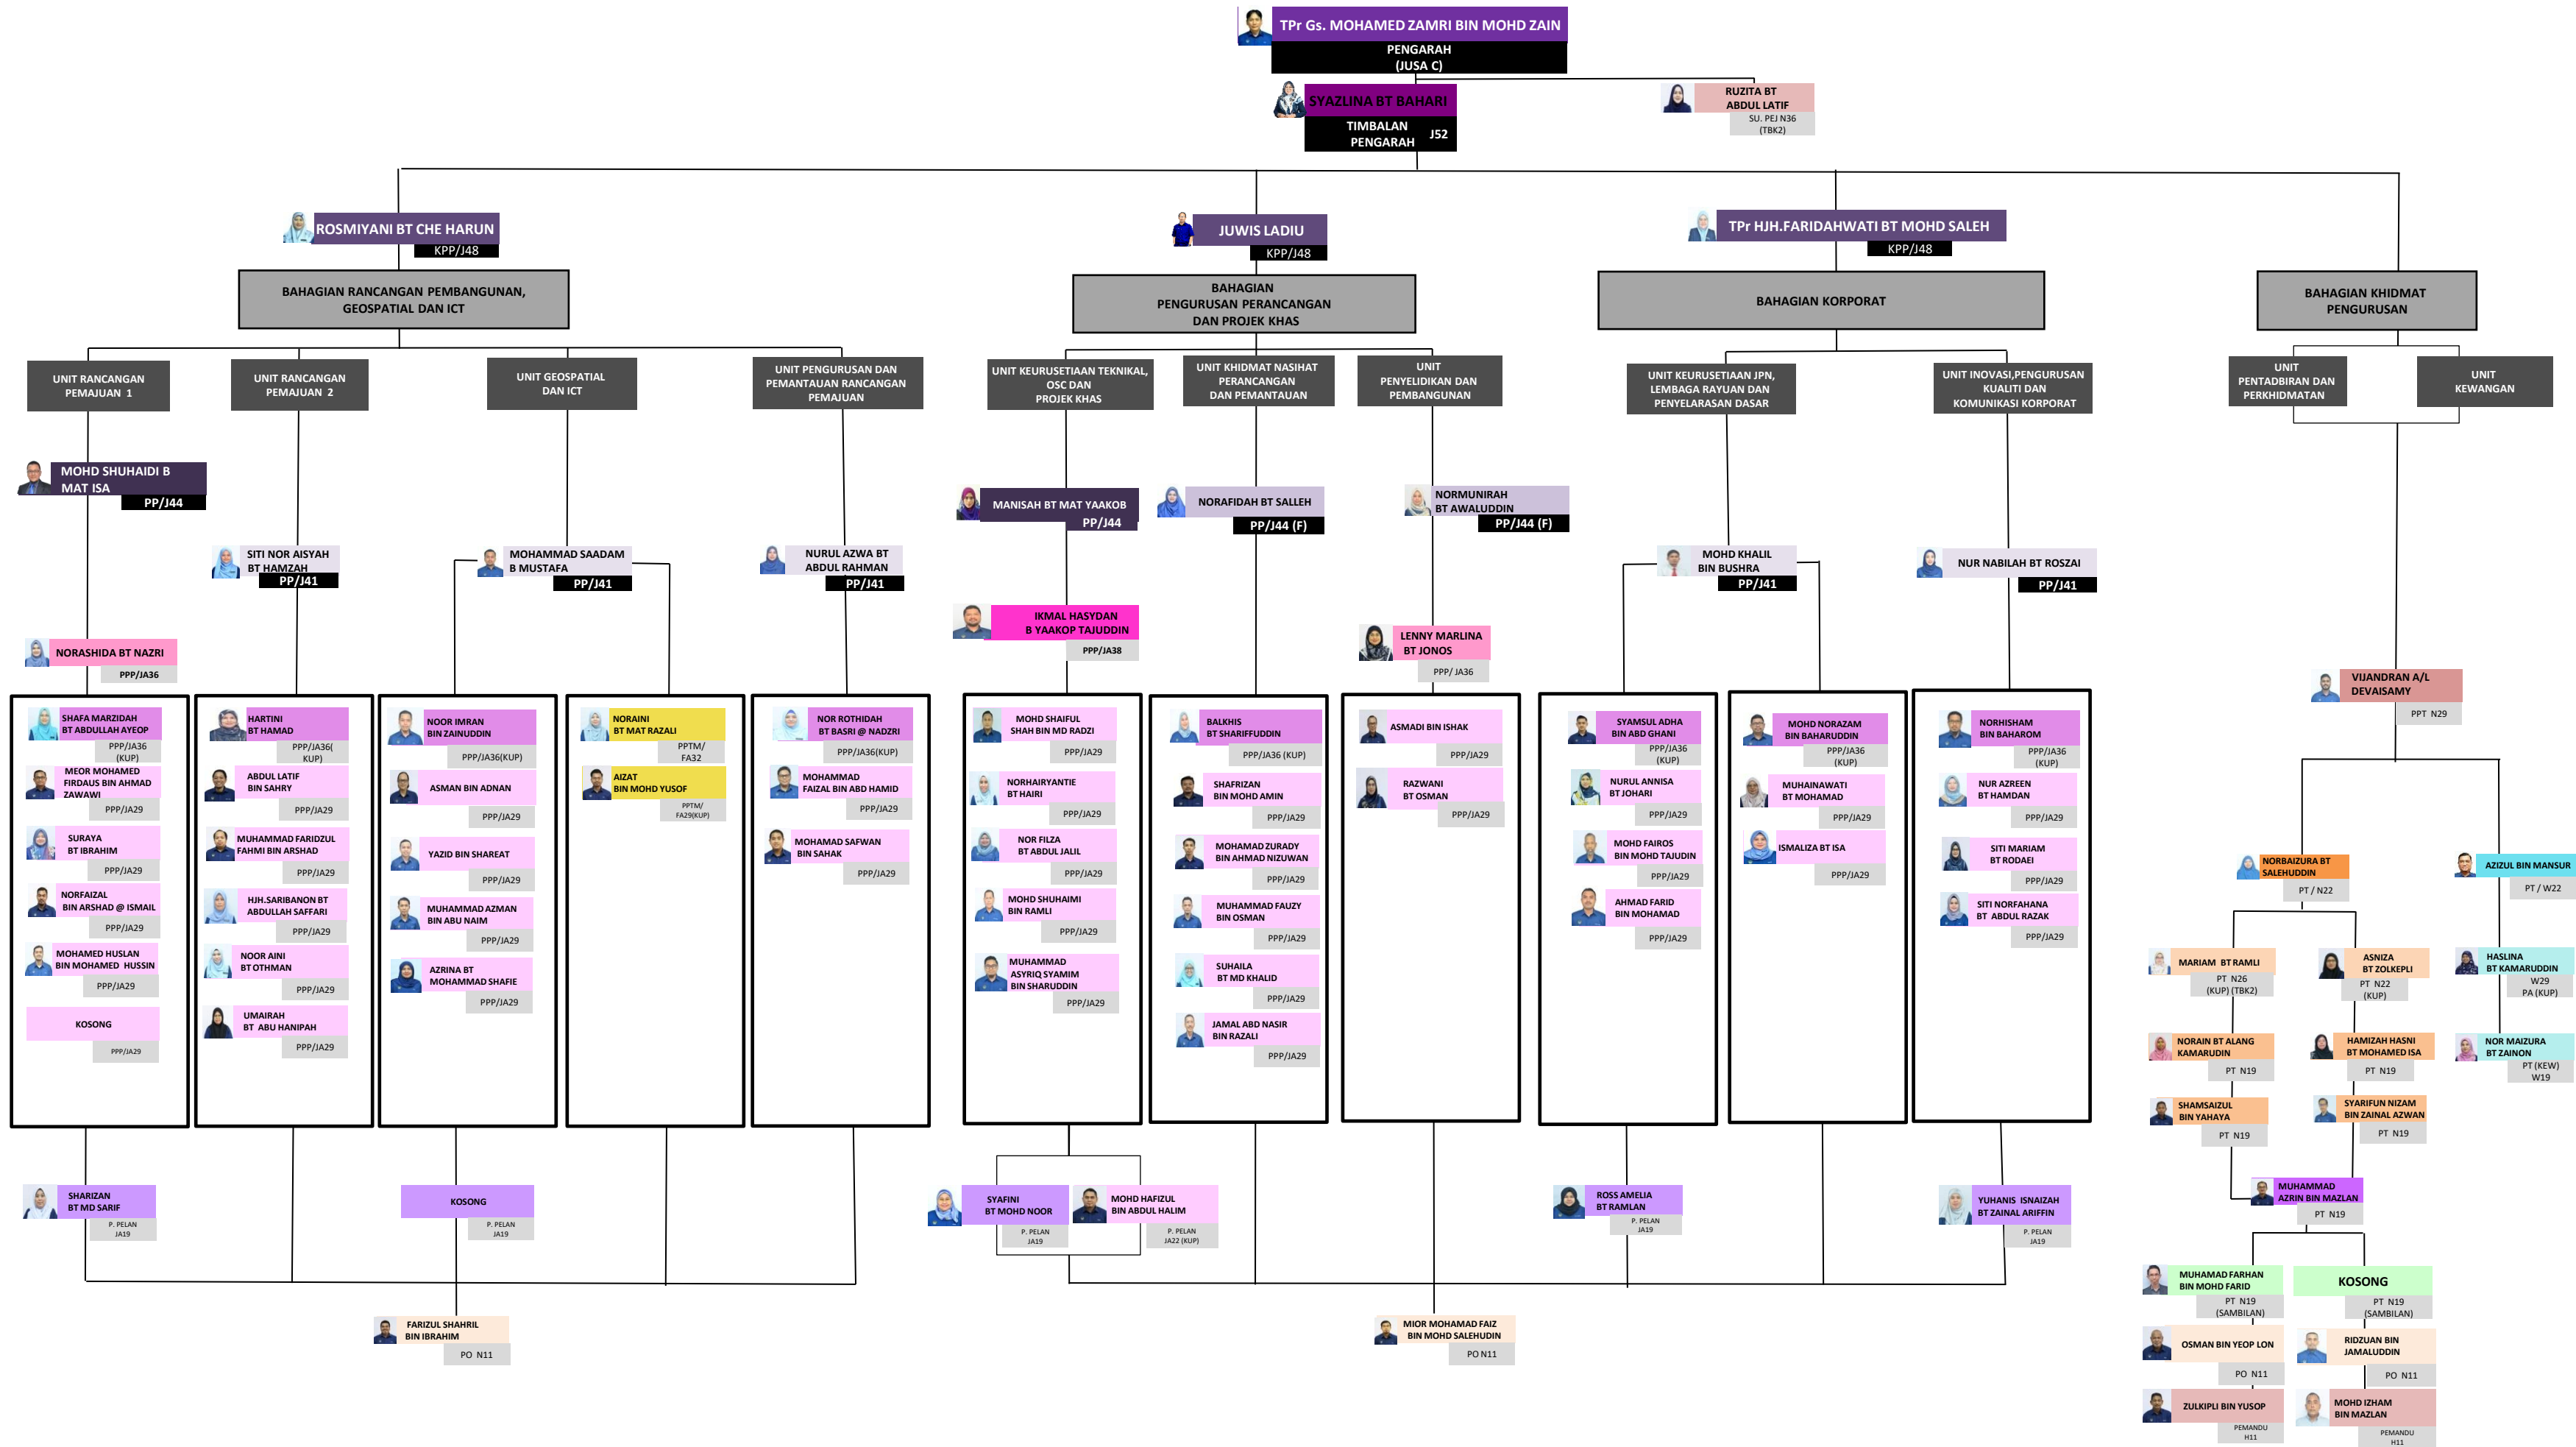 TPr Gs. MOHAMED ZAMRI BIN MOHD ZAIN
PENGARAH
(JUSA C)
SYAZLINA BT BAHARI
TIMBALAN
PENGARAH
J52
RUZITA BT
ABDUL LATIF
SU. PEJ N36
(TBK2)
ROSMIYANI BT CHE HARUN
KPP/J48
BAHAGIAN RANCANGAN PEMBANGUNAN,
GEOSPATIAL DAN ICT
UNIT RANCANGAN
PEMAJUAN 1
UNIT RANCANGAN
PEMAJUAN 2
UNIT GEOSPATIAL
DAN ICT
UNIT PENGURUSAN DAN
PEMANTAUAN RANCANGAN
PEMAJUAN
MOHD SHUHAIDI B
MAT ISA
PP/J44
SITI NOR AISYAH
BT HAMZAH
PP/J41
MOHAMMAD SAADAM
B MUSTAFA
PP/J41
NURUL AZWA BT
ABDUL RAHMAN
PP/J41
NORASHIDA BT NAZRI
PPP/JA36
SHAFA MARZIDAH
BT ABDULLAH AYEOP
PPP/JA36
(KUP)
MEOR MOHAMED
FIRDAUS BIN AHMAD
ZAWAWI
PPP/JA29
SURAYA
BT IBRAHIM
PPP/JA29
NORFAIZAL
BIN ARSHAD @ ISMAIL
PPP/JA29
MOHAMED HUSLAN
BIN MOHAMED HUSSIN
PPP/JA29
KOSONG
PPP/JA29
HARTINI
BT HAMAD
PPP/JA36(
KUP)
ABDUL LATIF
BIN SAHRY
PPP/JA29
MUHAMMAD FARIDZUL
FAHMI BIN ARSHAD
PPP/JA29
HJH.SARIBANON BT
ABDULLAH SAFFARI
PPP/JA29
NOOR AINI
BT OTHMAN
PPP/JA29
UMAIRAH
BT ABU HANIPAH
PPP/JA29
NOOR IMRAN
BIN ZAINUDDIN
PPP/JA36(KUP)
ASMAN BIN ADNAN
PPP/JA29
YAZID BIN SHAREAT
PPP/JA29
MUHAMMAD AZMAN
BIN ABU NAIM
PPP/JA29
AZRINA BT
MOHAMMAD SHAFIE
PPP/JA29
NORAINI
BT MAT RAZALI
PPTM/
FA32
AIZAT
BIN MOHD YUSOF
PPTM/
FA29(KUP)
NOR ROTHIDAH
BT BASRI @ NADZRI
PPP/JA36(KUP)
MOHAMMAD
FAIZAL BIN ABD HAMID
PPP/JA29
MOHAMAD SAFWAN
BIN SAHAK
PPP/JA29
SHARIZAN
BT MD SARIF
P. PELAN
JA19
KOSONG
P. PELAN
JA19
FARIZUL SHAHRIL
BIN IBRAHIM
PO N11
JUWIS LADIU
KPP/J48
BAHAGIAN
PENGURUSAN PERANCANGAN
DAN PROJEK KHAS
UNIT KEURUSETIAAN TEKNIKAL,
OSC DAN
PROJEK KHAS
UNIT KHIDMAT NASIHAT
PERANCANGAN
DAN PEMANTAUAN
UNIT
PENYELIDIKAN DAN
PEMBANGUNAN
MANISAH BT MAT YAAKOB
PP/J44
NORAFIDAH BT SALLEH
PP/J44 (F)
NORMUNIRAH
BT AWALUDDIN
PP/J44 (F)
IKMAL HASYDAN
B YAAKOP TAJUDDIN
PPP/JA38
LENNY MARLINA
BT JONOS
PPP/ JA36
MOHD SHAIFUL
SHAH BIN MD RADZI
PPP/JA29
NORHAIRYANTIE
BT HAIRI
PPP/JA29
NOR FILZA
BT ABDUL JALIL
PPP/JA29
MOHD SHUHAIMI
BIN RAMLI
PPP/JA29
MUHAMMAD
ASYRIQ SYAMIM
BIN SHARUDDIN
PPP/JA29
BALKHIS
BT SHARIFFUDDIN
PPP/JA36 (KUP)
SHAFRIZAN
BIN MOHD AMIN
PPP/JA29
MOHAMAD ZURADY
BIN AHMAD NIZUWAN
PPP/JA29
MUHAMMAD FAUZY
BIN OSMAN
PPP/JA29
SUHAILA
BT MD KHALID
PPP/JA29
JAMAL ABD NASIR
BIN RAZALI
PPP/JA29
ASMADI BIN ISHAK
PPP/JA29
RAZWANI
BT OSMAN
PPP/JA29
SYAFINI
BT MOHD NOOR
P. PELAN
JA19
MOHD HAFIZUL
BIN ABDUL HALIM
P. PELAN
JA22 (KUP)
MIOR MOHAMAD FAIZ
BIN MOHD SALEHUDIN
PO N11
TPr HJH.FARIDAHWATI BT MOHD SALEH
KPP/J48
BAHAGIAN KORPORAT
UNIT KEURUSETIAAN JPN,
LEMBAGA RAYUAN DAN
PENYELARASAN DASAR
UNIT INOVASI,PENGURUSAN
KUALITI DAN
KOMUNIKASI KORPORAT
MOHD KHALIL
BIN BUSHRA
PP/J41
NUR NABILAH BT ROSZAI
PP/J41
SYAMSUL ADHA
BIN ABD GHANI
PPP/JA36
(KUP)
NURUL ANNISA
BT JOHARI
PPP/JA29
MOHD FAIROS
BIN MOHD TAJUDIN
PPP/JA29
AHMAD FARID
BIN MOHAMAD
PPP/JA29
MOHD NORAZAM
BIN BAHARUDDIN
PPP/JA36
(KUP)
MUHAINAWATI
BT MOHAMAD
PPP/JA29
ISMALIZA BT ISA
PPP/JA29
NORHISHAM
BIN BAHAROM
PPP/JA36
(KUP)
NUR AZREEN
BT HAMDAN
PPP/JA29
SITI MARIAM
BT RODAEI
PPP/JA29
SITI NORFAHANA
BT ABDUL RAZAK
PPP/JA29
ROSS AMELIA
BT RAMLAN
P. PELAN
JA19
YUHANIS ISNAIZAH
BT ZAINAL ARIFFIN
P. PELAN
JA19
BAHAGIAN KHIDMAT
PENGURUSAN
UNIT
PENTADBIRAN DAN
PERKHIDMATAN
UNIT
KEWANGAN
VIJANDRAN A/L
DEVAISAMY
PPT N29
NORBAIZURA BT
SALEHUDDIN
PT / N22
AZIZUL BIN MANSUR
PT / W22
MARIAM BT RAMLI
PT N26
(KUP) (TBK2)
ASNIZA
BT ZOLKEPLI
PT N22
(KUP)
HASLINA
BT KAMARUDDIN
W29
PA (KUP)
NORAIN BT ALANG
KAMARUDIN
PT N19
HAMIZAH HASNI
BT MOHAMED ISA
PT N19
NOR MAIZURA
BT ZAINON
PT (KEW)
W19
SHAMSAIZUL
BIN YAHAYA
PT N19
SYARIFUN NIZAM
BIN ZAINAL AZWAN
PT N19
MUHAMMAD
AZRIN BIN MAZLAN
PT N19
MUHAMAD FARHAN
BIN MOHD FARID
PT N19
(SAMBILAN)
KOSONG
PT N19
(SAMBILAN)
OSMAN BIN YEOP LON
PO N11
RIDZUAN BIN
JAMALUDDIN
PO N11
ZULKIPLI BIN YUSOP
PEMANDU
H11
MOHD IZHAM
BIN MAZLAN
PEMANDU
H11